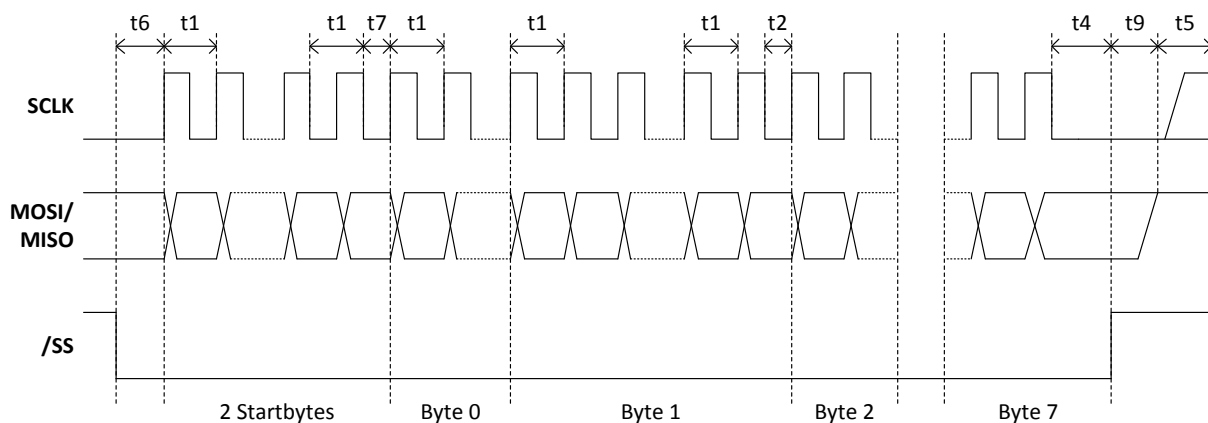 t6 t1 t1 t7 t1 t1 t1 t2 t4 t9 t5
SCLK
MOSI/
MISO
/SS
2 Startbytes Byte 0 Byte 1 Byte 2 Byte 7